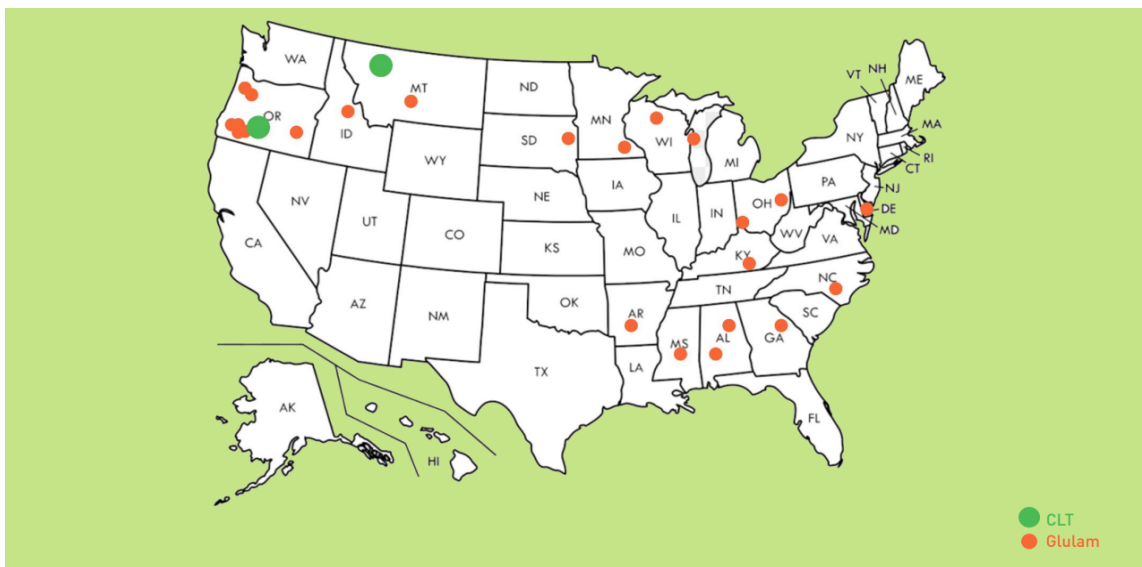 WA
MT
ND
MN
OR
ID
SD
WI
MI
WY
NE
IA
NV
UT
CO
CA
KS
MO
IL
IN
OH
PA
NY
VT
NH
ME
MA
RI
CT
NJ
DE
MD
WV
VA
KY
AZ
NM
OK
AR
TN
NC
SC
MS
AL
GA
TX
LA
FL
AK
HI
CLT
Glulam